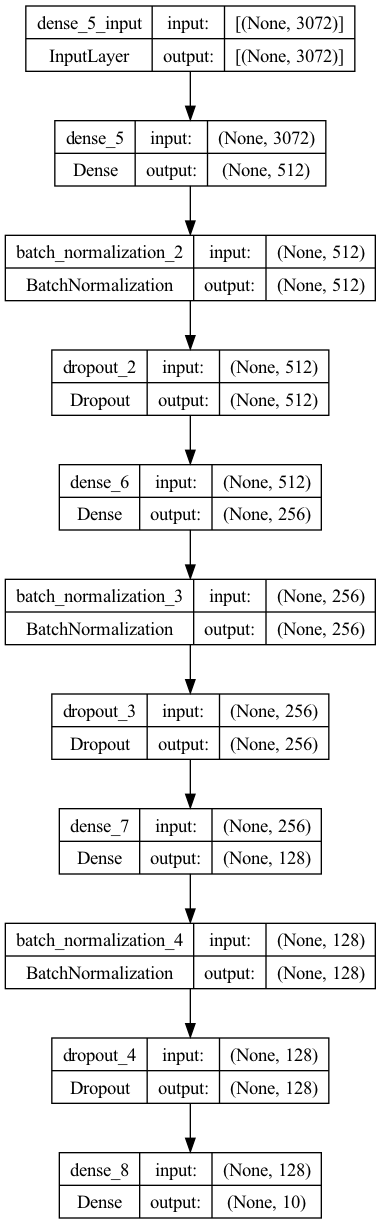 dense_5_input input: [(None, 3072)]
InputLayer output: [(None, 3072)]
dense_5 input: (None, 3072)
Dense output: (None, 512)
batch_normalization_2 input: (None, 512)
BatchNormalization output: (None, 512)
dropout_2 input: (None, 512)
Dropout output: (None, 512)
dense_6 input: (None, 512)
Dense output: (None, 256)
batch_normalization_3 input: (None, 256)
BatchNormalization output: (None, 256)
dropout_3 input: (None, 256)
Dropout output: (None, 256)
dense_7 input: (None, 256)
Dense output: (None, 128)
batch_normalization_4 input: (None, 128)
BatchNormalization output: (None, 128)
dropout_4 input: (None, 128)
Dropout output: (None, 128)
dense_8 input: (None, 128)
Dense output: (None, 10)